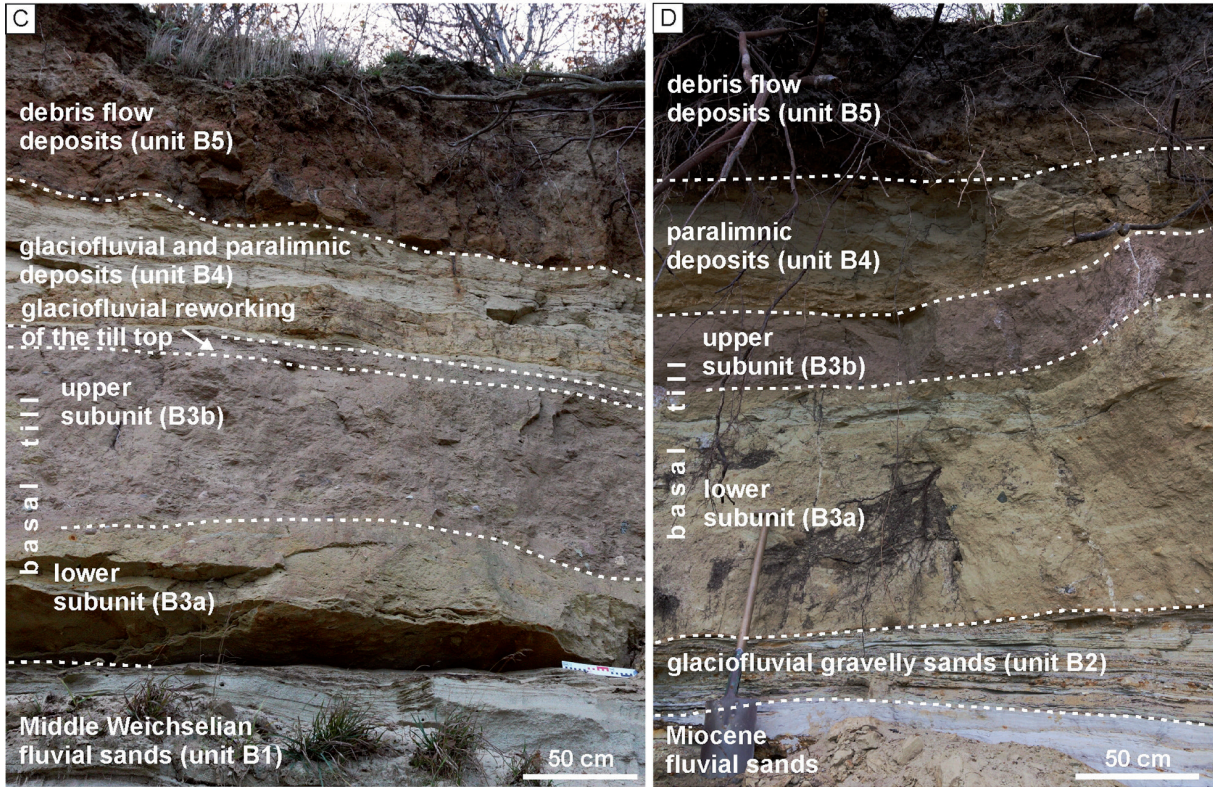 C
debris flow
deposits (unit B5)
glaciofluvial and paralimnic
deposits (unit B4)
glaciofluvial reworking
of the till top
upper
subunit (B3b)
basal till
lower
subunit (B3a)
Middle Weichselian
fluvial sands (unit B1)
50 cm
D
debris flow
deposits (unit B5)
paralimnic
deposits (unit B4)
upper
subunit (B3b)
basal till
lower
subunit (B3a)
glaciofluvial gravelly sands (unit B2)
Miocene
fluvial sands
50 cm